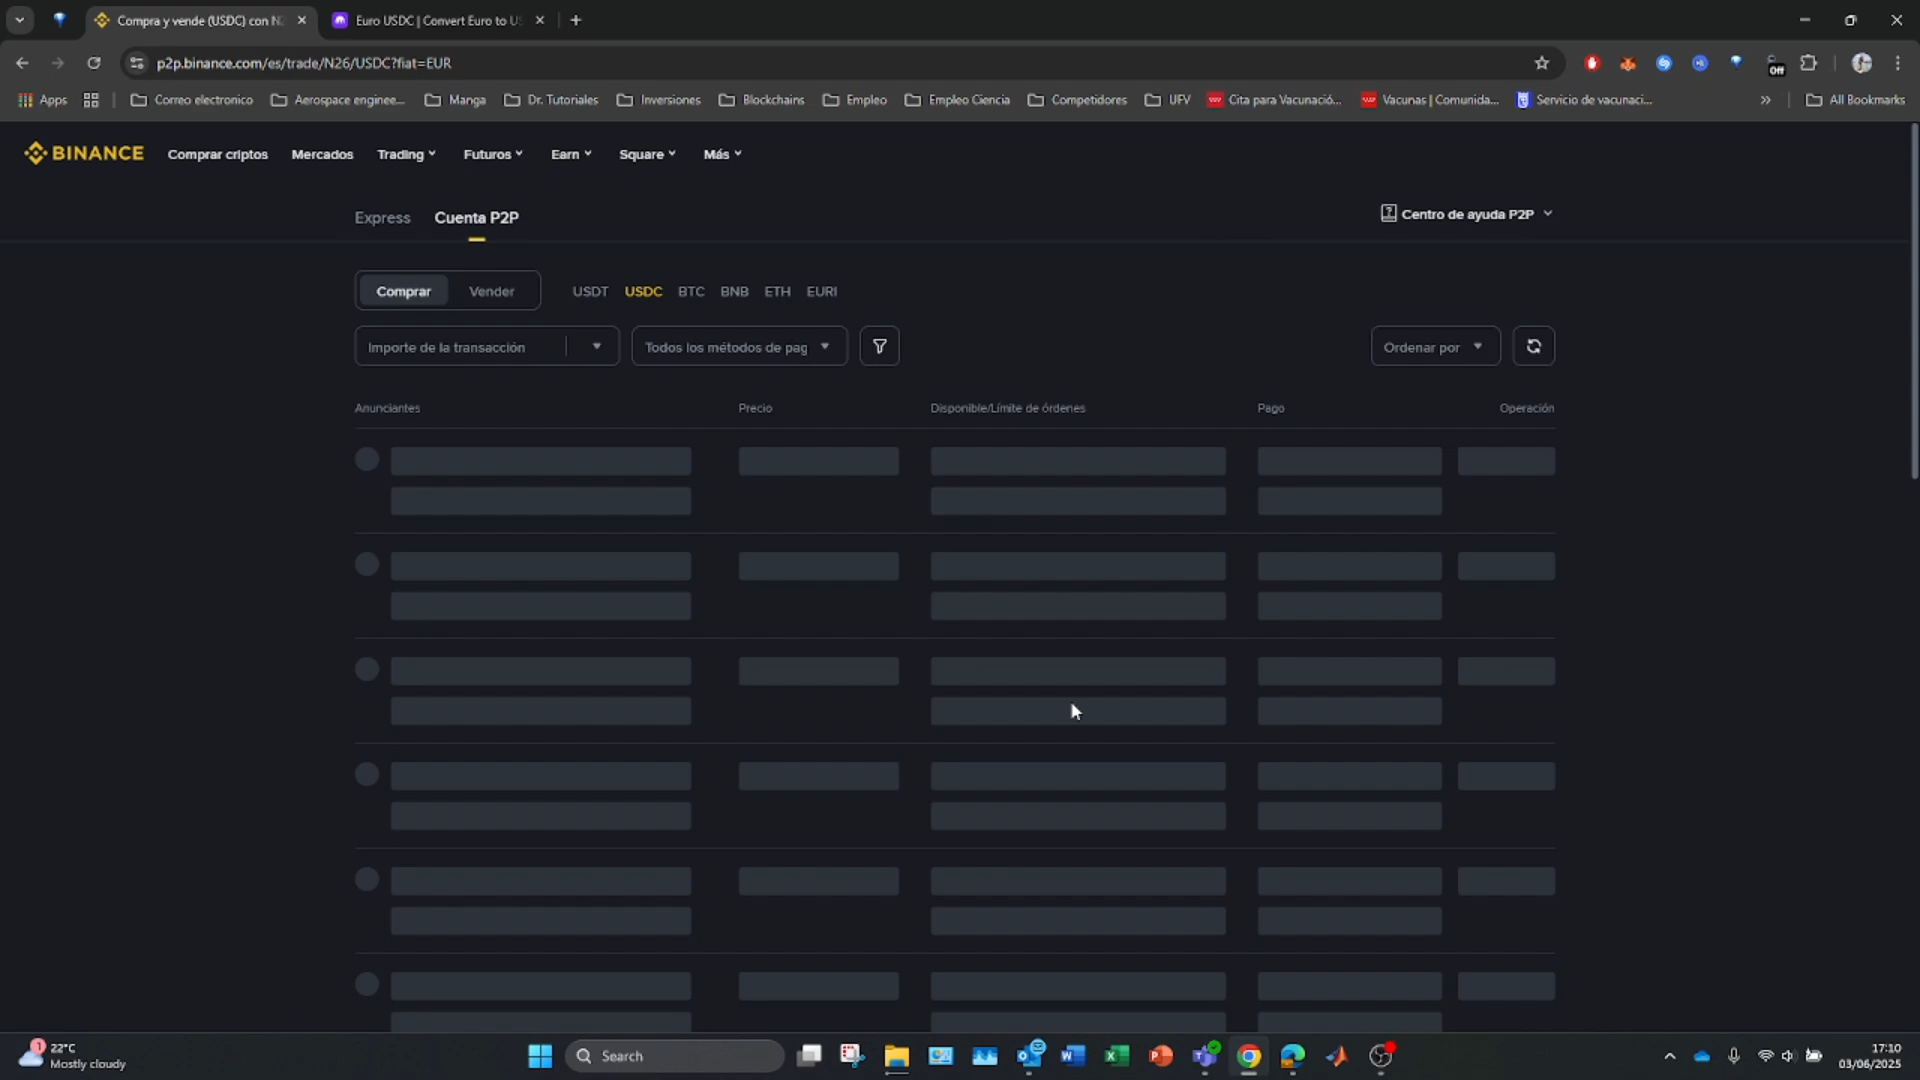 Compra y vende (USDC) con N2
Euro USDC | Convert Euro to US
p2p.binance.com/es/trade/N26/USDC?fiat=EUR
Off
Apps
Correo electronico
Aerospace enginee...
Manga
Dr. Tutoriales
Inversiones
Blockchains
Empleo
Empleo Ciencia
Competidores
UFV
Cita para Vacunació...
Vacunas | Comunida...
Servicio de vacunaci...
All Bookmarks
BINANCE
Comprar criptos
Mercados
Trading
Futuros
Earn
Square
Más
Express
Cuenta P2P
Centro de ayuda P2P
Comprar
Vender
USDT
USDC
BTC
BNB
ETH
EURI
Importe de la transacción
Todos los métodos de pag
Ordenar por
Anunciantes
Precio
Disponible/Límite de órdenes
Pago
Operación
1
22°C
Mostly cloudy
Search
17:10
03/06/2025